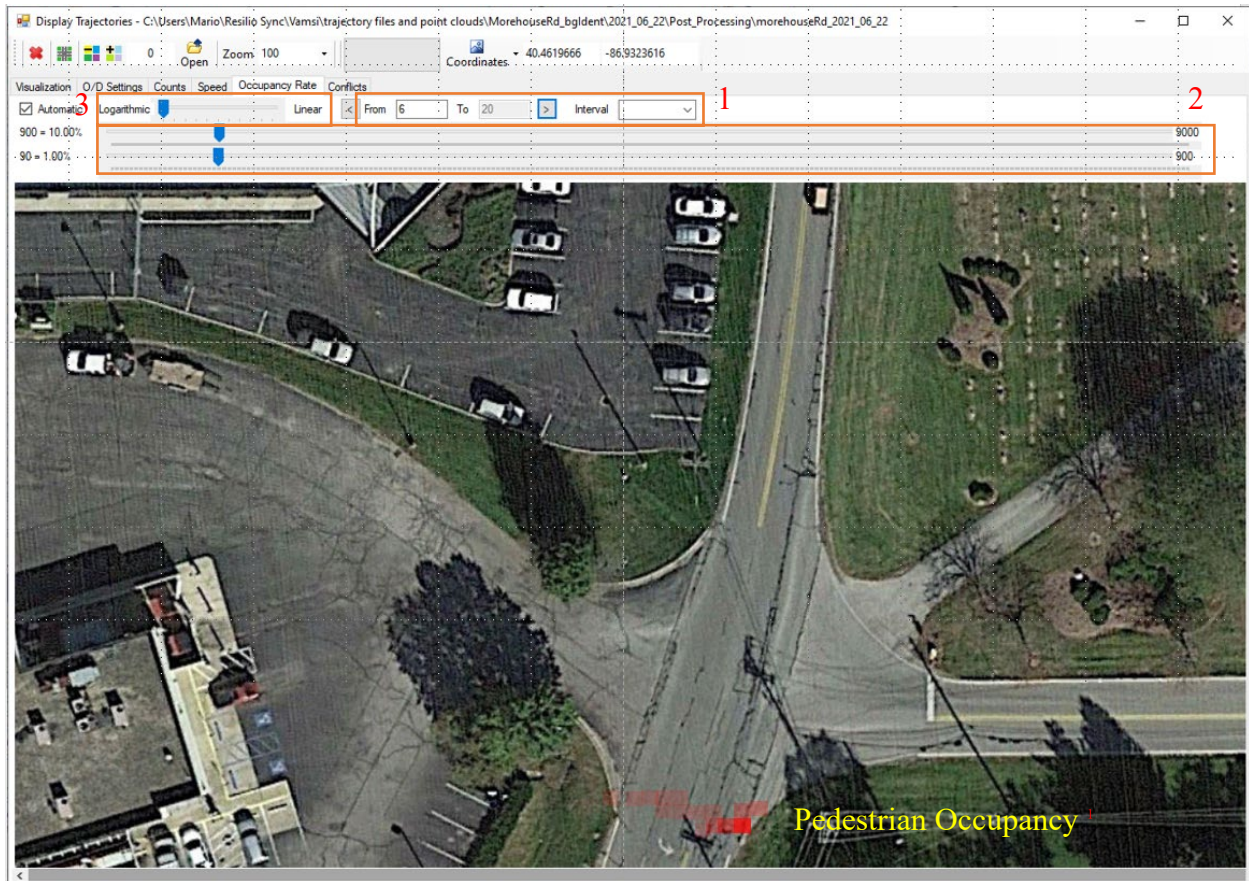 Display Trajectories - C:\Users\Mario\Resilio Sync\Vamsi\trajectory files and point clouds\MorehouseRd_bgIdent\2021_06_22\Post_Processing\morehouseRd_2021_06_22
0 Open Zoom 100 Coordinates 40.4619666 -86.9323616
Visualization O/D Settings Counts Speed Occupancy Rate Conflicts
Automatic 3 Logarithmic Linear < From 6 To 20 > Interval 1 2
900 = 10.00% 9000
90 = 1.00% 900
Pedestrian Occupancy